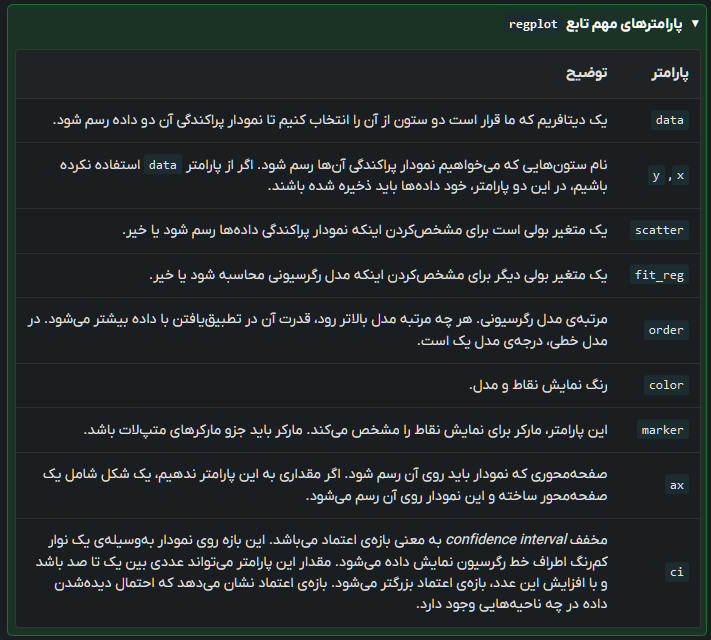 ▼ پارامترهای مهم تابع regplot
پارامتر توضیح
data یک دیتافریم که ما قرار است دو ستون از آن را انتخاب کنیم تا نمودار پراکندگی آن دو داده رسم شود.
x , y نام ستون‌هایی که می‌خواهیم نمودار پراکندگی آن‌ها رسم شود. اگر از پارامتر data استفاده نکرده
باشیم، در این دو پارامتر، خود داده‌ها باید ذخیره شده باشند.
scatter یک متغیر بولی است برای مشخص‌کردن اینکه نمودار پراکندگی داده‌ها رسم شود یا خیر.
fit_reg یک متغیر بولی دیگر برای مشخص‌کردن اینکه مدل رگرسیونی محاسبه شود یا خیر.
order مرتبه‌ی مدل رگرسیونی. هر چه مرتبه مدل بالاتر رود، قدرت آن در تطبیق‌یافتن با داده بیشتر می‌شود. در
مدل خطی، درجه‌ی مدل یک است.
color رنگ نمایش نقاط و مدل.
marker این پارامتر، مارکر برای نمایش نقاط را مشخص می‌کند. مارکر باید جزو مارکرهای متپ‌لات باشد.
ax صفحه‌محوری که نمودار باید روی آن رسم شود. اگر مقداری به این پارامتر ندهیم، یک شکل شامل یک
صفحه‌محور ساخته و این نمودار روی آن رسم می‌شود.
ci مخفف confidence interval به معنی بازه‌ی اعتماد می‌باشد. این بازه روی نمودار به‌وسیله‌ی یک نوار
کم‌رنگ اطراف خط رگرسیون نمایش داده می‌شود. مقدار این پارامتر می‌تواند عددی بین یک تا صد باشد
و با افزایش این عدد، بازه‌ی اعتماد بزرگتر می‌شود. بازه‌ی اعتماد نشان می‌دهد که احتمال دیده‌شدن
داده در چه ناحیه‌هایی وجود دارد.